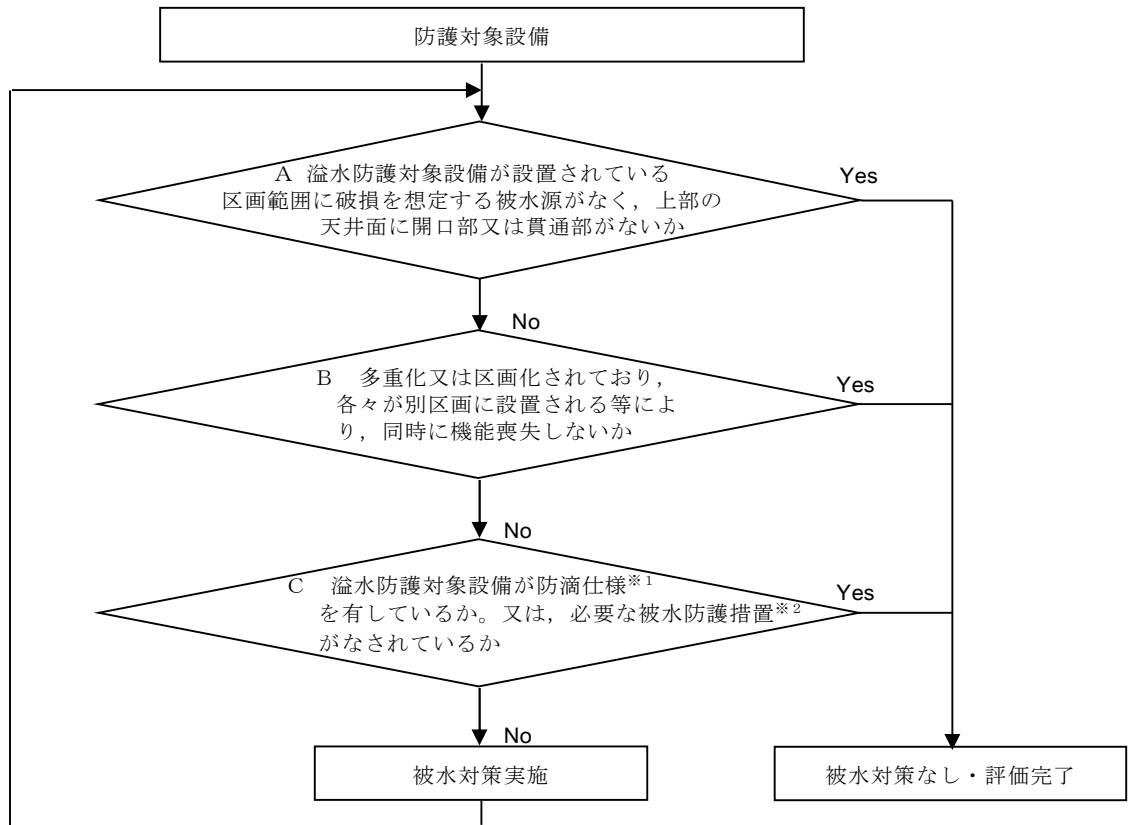 防護対象設備
A 溢水防護対象設備が設置されている
区画範囲に破損を想定する被水源がなく，上部の
天井面に開口部又は貫通部がないか
Yes
No
B 多重化又は区画化されており，
各々が別区画に設置される等によ
り，同時に機能喪失しないか
Yes
No
C 溢水防護対象設備が防滴仕様※1
を有しているか。又は，必要な被水防護措置※2
がなされているか
Yes
No
被水対策実施
被水対策なし・評価完了